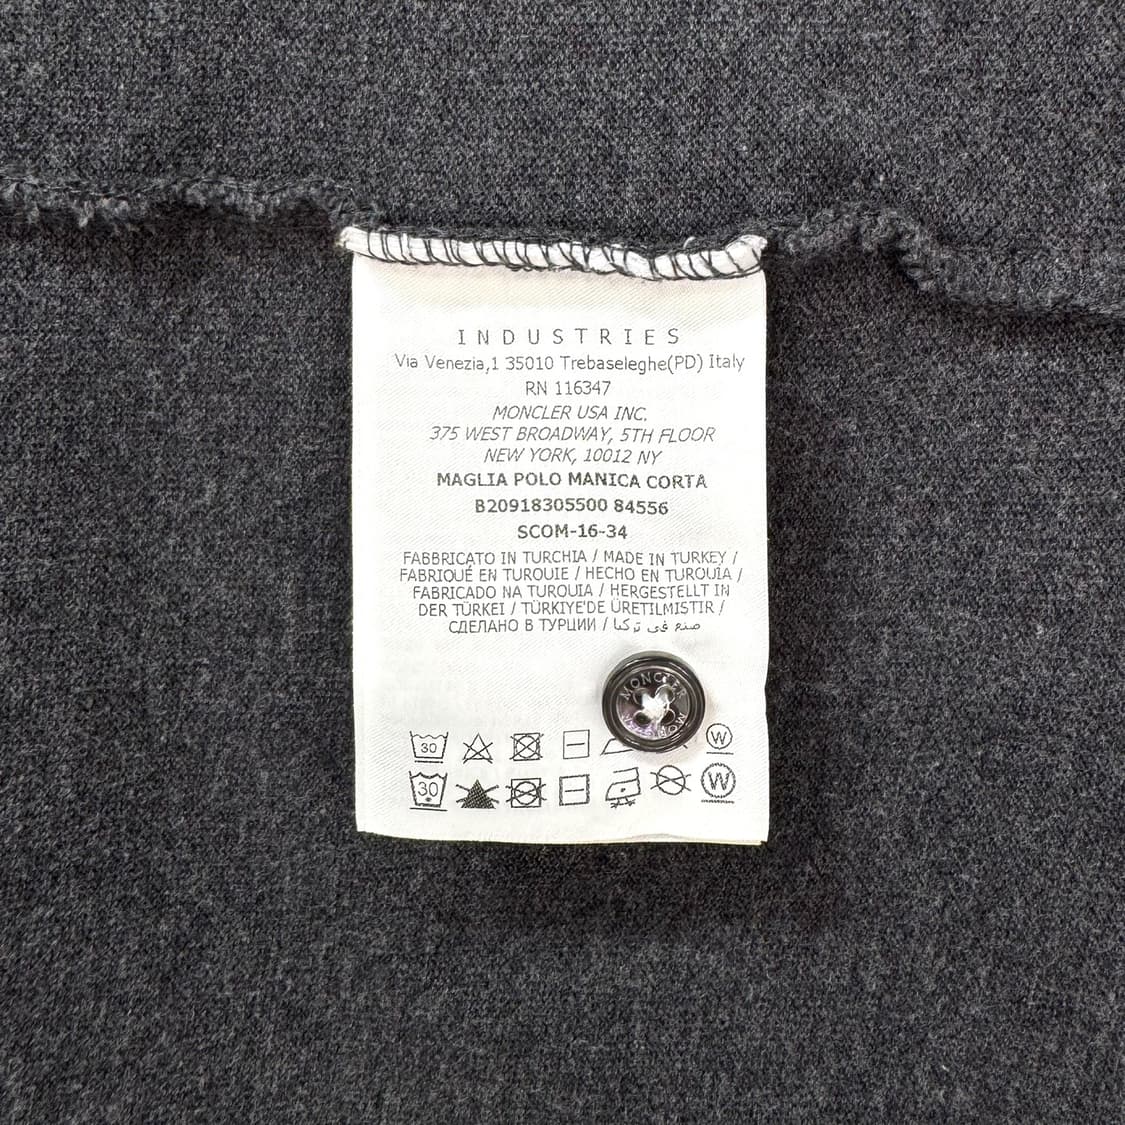 INDUSTRIES
Via Venezia,1 35010 Trebaseleghe(PD) Italy
RN 116347
MONCLER USA INC.
375 WEST BROADWAY, 5TH FLOOR
NEW YORK, 10012 NY
MAGLIA POLO MANICA CORTA
B20918305500 84556
SCOM-16-34
FABBRICATO IN TURCHIA / MADE IN TURKEY /
FABRIQUÉ EN TURQUIE / HECHO EN TURQUÍA /
FABRICADO NA TURQUIA / HERGESTELLT IN
DER TÜRKEI / TÜRKIYE'DE ÜRETILMISTIR /
СДЕЛАНО В ТУРЦИИ / صنع في تركيا
MONCLER
MONCLER
30 W
30 W